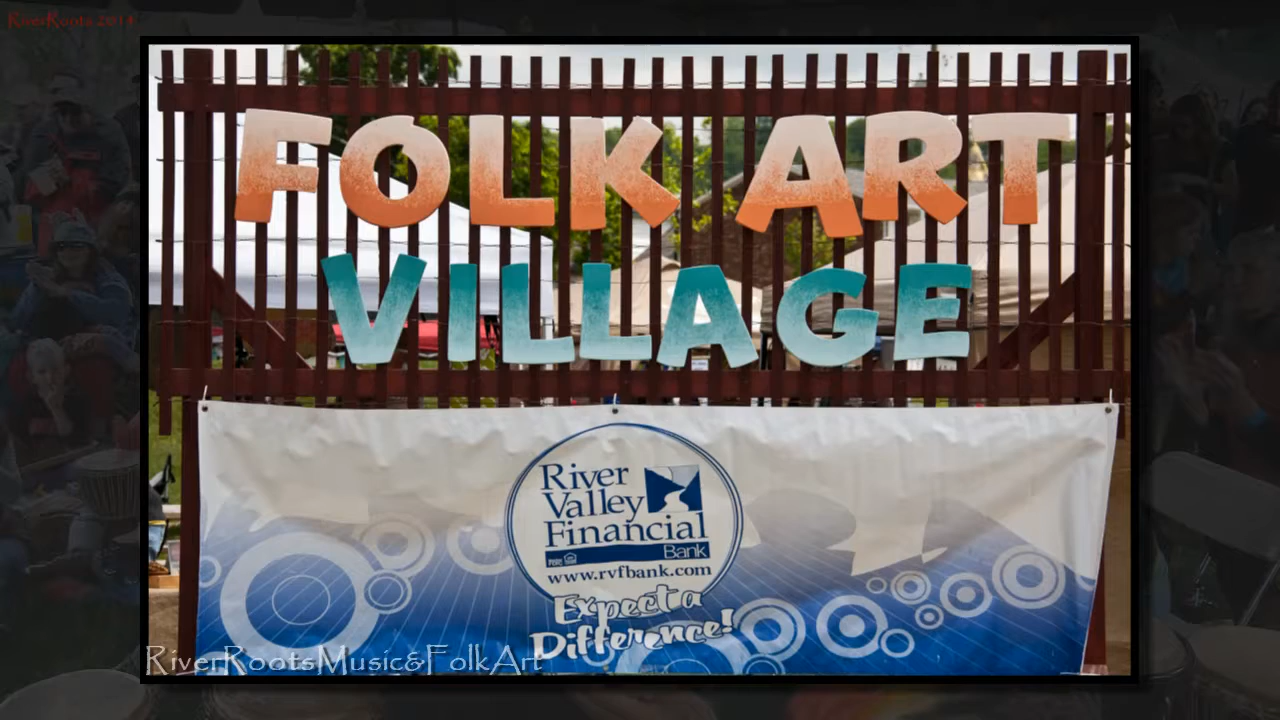 RiverRoots 2014
FOLK ART
VILLAGE
River
Valley
Financial
Bank
www.rvfbank.com
Expect a
Difference!
RiverRootsMusic&FolkArt